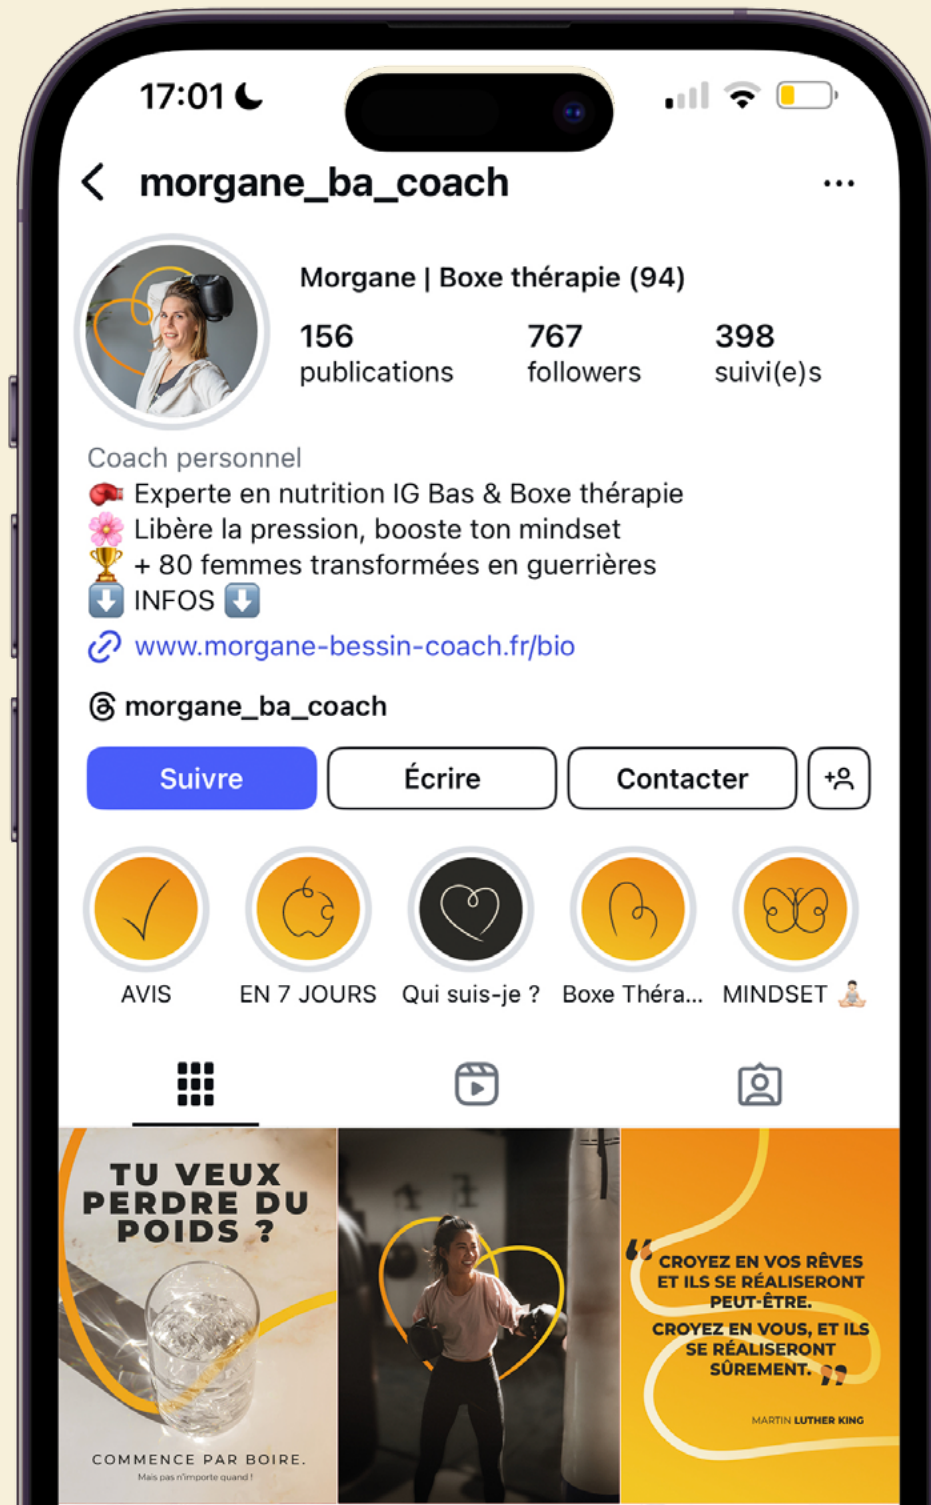 17:01
morgane_ba_coach
Morgane | Boxe thérapie (94)
156
publications
767
followers
398
suivi(e)s
Coach personnel
🥊 Experte en nutrition IG Bas & Boxe thérapie
🌸 Libère la pression, booste ton mindset
🏆 + 80 femmes transformées en guerrières
⬇️ INFOS ⬇️
www.morgane-bessin-coach.fr/bio
morgane_ba_coach
Suivre
Écrire
Contacter
AVIS
EN 7 JOURS
Qui suis-je ?
Boxe Théra...
MINDSET 🧘🏻
TU VEUX
PERDRE DU
POIDS ?
COMMENCE PAR BOIRE.
Mais pas n'importe quand !
“ CROYEZ EN VOS RÊVES
ET ILS SE RÉALISERONT
PEUT-ÊTRE.
CROYEZ EN VOUS, ET ILS
SE RÉALISERONT
SÛREMENT. ”
MARTIN LUTHER KING